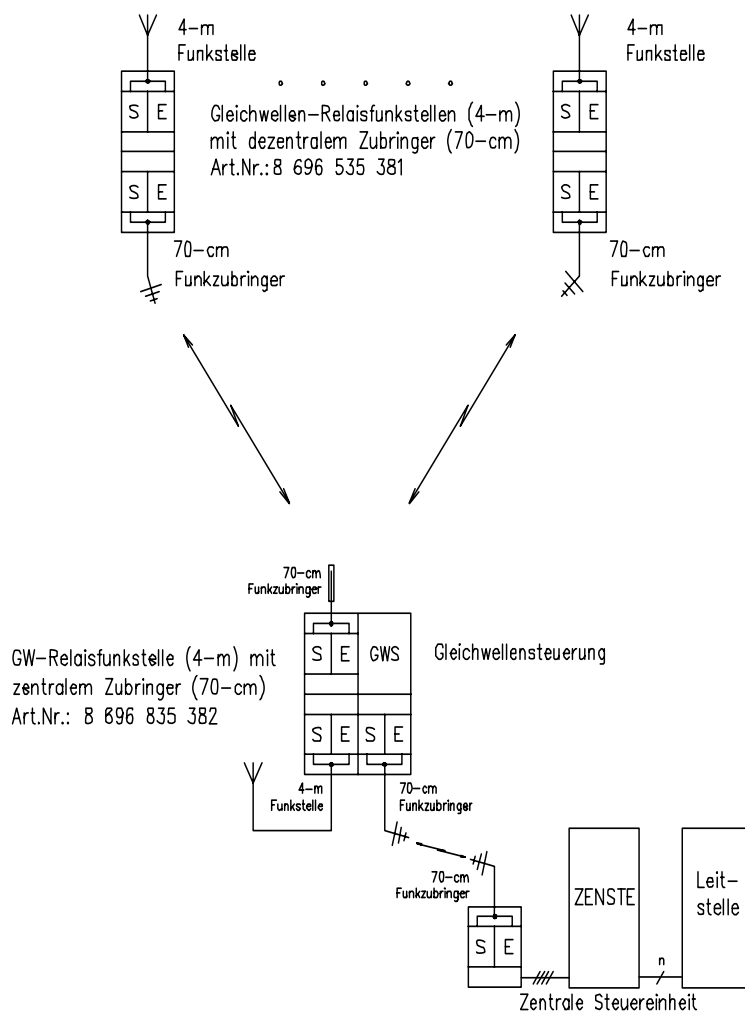 4-m
Funkstelle
4-m
Funkstelle
S E
S E
Gleichwellen-Relaisfunkstellen (4-m)
mit dezentralem Zubringer (70-cm)
Art.Nr.: 8 696 535 381
S E
S E
70-cm
Funkzubringer
70-cm
Funkzubringer
70-cm
Funkzubringer
GW-Relaisfunkstelle (4-m) mit
zentralem Zubringer (70-cm)
Art.Nr.: 8 696 835 382
S E GWS
Gleichwellensteuerung
S E S E
4-m
Funkstelle
70-cm
Funkzubringer
70-cm
Funkzubringer
S E
ZENSTE
n
Leit-
stelle
Zentrale Steuereinheit